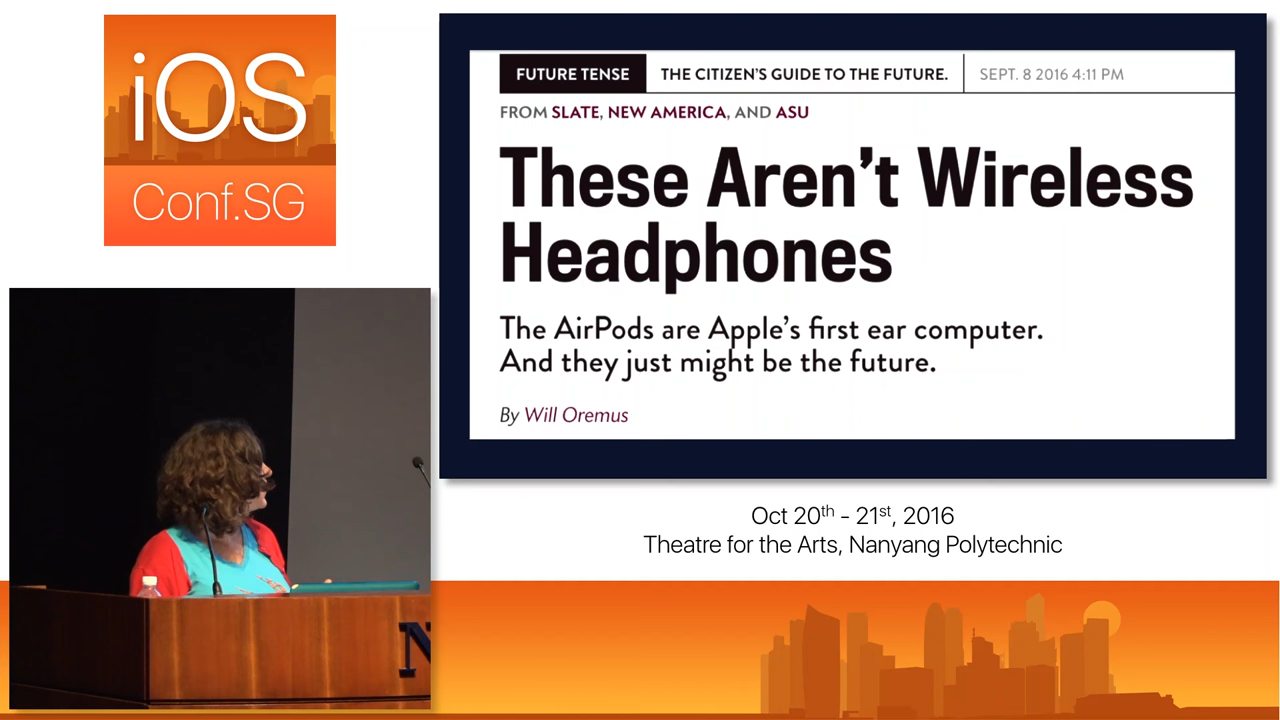 iOS
Conf.SG
FUTURE TENSE THE CITIZEN'S GUIDE TO THE FUTURE. SEPT. 8 2016 4:11 PM
FROM SLATE, NEW AMERICA, AND ASU
These Aren't Wireless
Headphones
The AirPods are Apple's first ear computer.
And they just might be the future.
By Will Oremus
Oct 20th - 21st, 2016
Theatre for the Arts, Nanyang Polytechnic
N